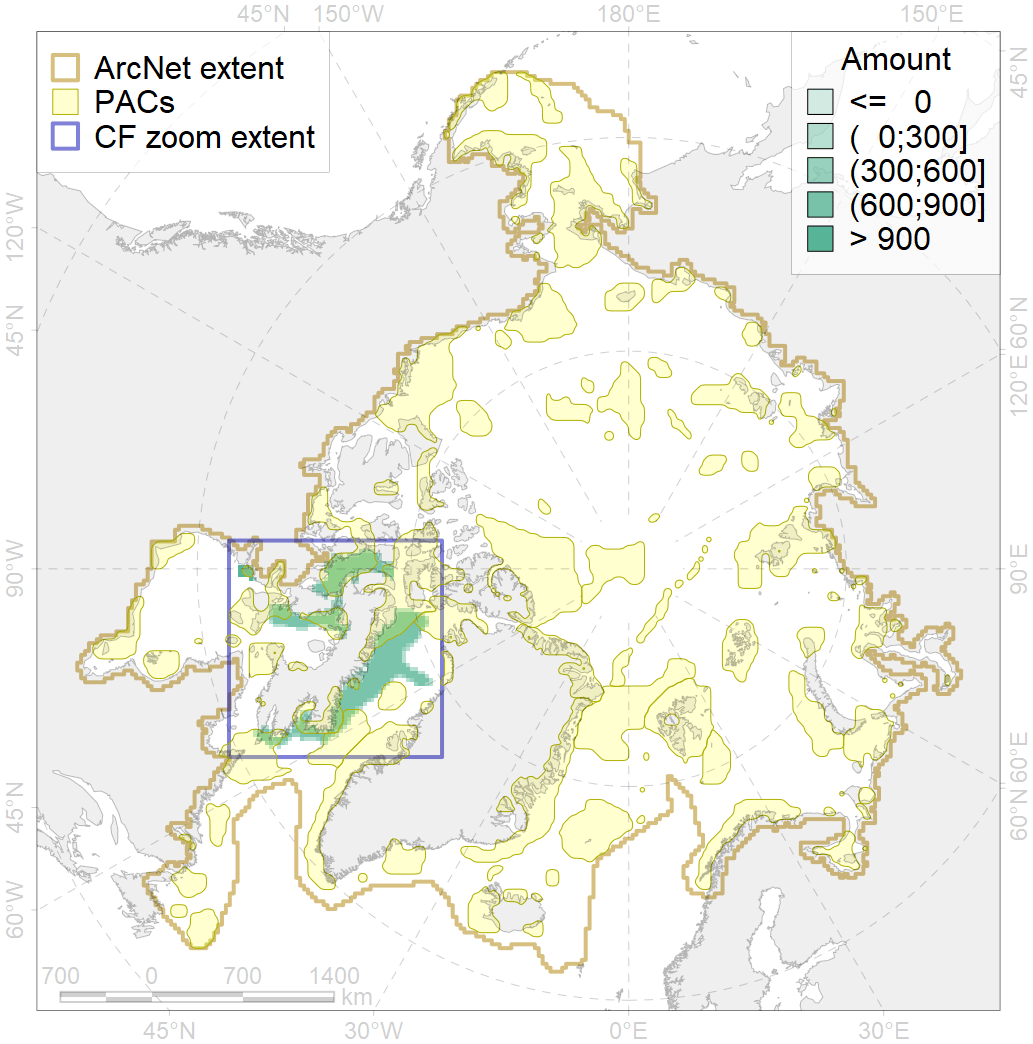 45°N 150°W 180°E 150°E
ArcNet extent
PACs
CF zoom extent
Amount
<= 0
( 0;300]
(300;600]
(600;900]
> 900
120°W
45°N
90°W
45°N
60°W
45°N
60°N
120°E
90°E
60°E
60°N
700 0 700 1400
km
45°N 30°W 0°E 30°E